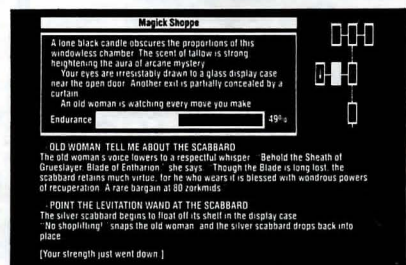 Magick Shoppe
A lone black candle obscures the proportions of this
windowless chamber The scent of tallow is strong
heightening the aura of arcane mystery
Your eyes are irresistably drawn to a glass display case
near the open door Another exit is partially concealed by a
curtain
An old woman is watching every move you make
Endurance 49%
- OLD WOMAN TELL ME ABOUT THE SCABBARD
The old woman s voice lowers to a respectful whisper "Behold the Sheath of
Grueslayer, Blade of Entharion " she says "Though the Blade is long lost, the
scabbard retains much virtue, for he who wears it is blessed with wondrous powers
of recuperation A rare bargain at 80 zorkmids
- POINT THE LEVITATION WAND AT THE SCABBARD
The silver scabbard begins to float off its shelf in the display case
"No shoplifting! snaps the old woman and the silver scabbard drops back into
place
[Your strength just went down ]